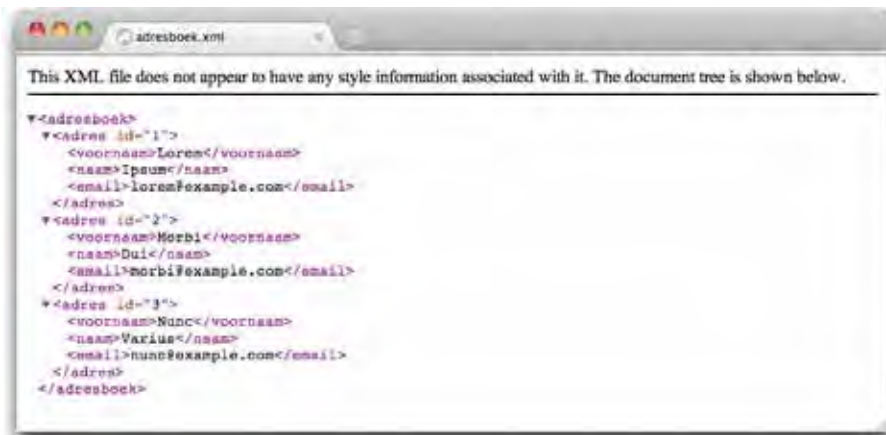 adresboek.xml
This XML file does not appear to have any style information associated with it. The document tree is shown below.
▼<adresboek>
▼<adres id="1">
<voornaam>Lorem</voornaam>
<naam>Ipsum</naam>
<email>lorem@example.com</email>
</adres>
▼<adres id="2">
<voornaam>Morbi</voornaam>
<naam>Dui</naam>
<email>morbi@example.com</email>
</adres>
▼<adres id="3">
<voornaam>Nunc</voornaam>
<naam>Varius</naam>
<email>nunc@example.com</email>
</adres>
</adresboek>